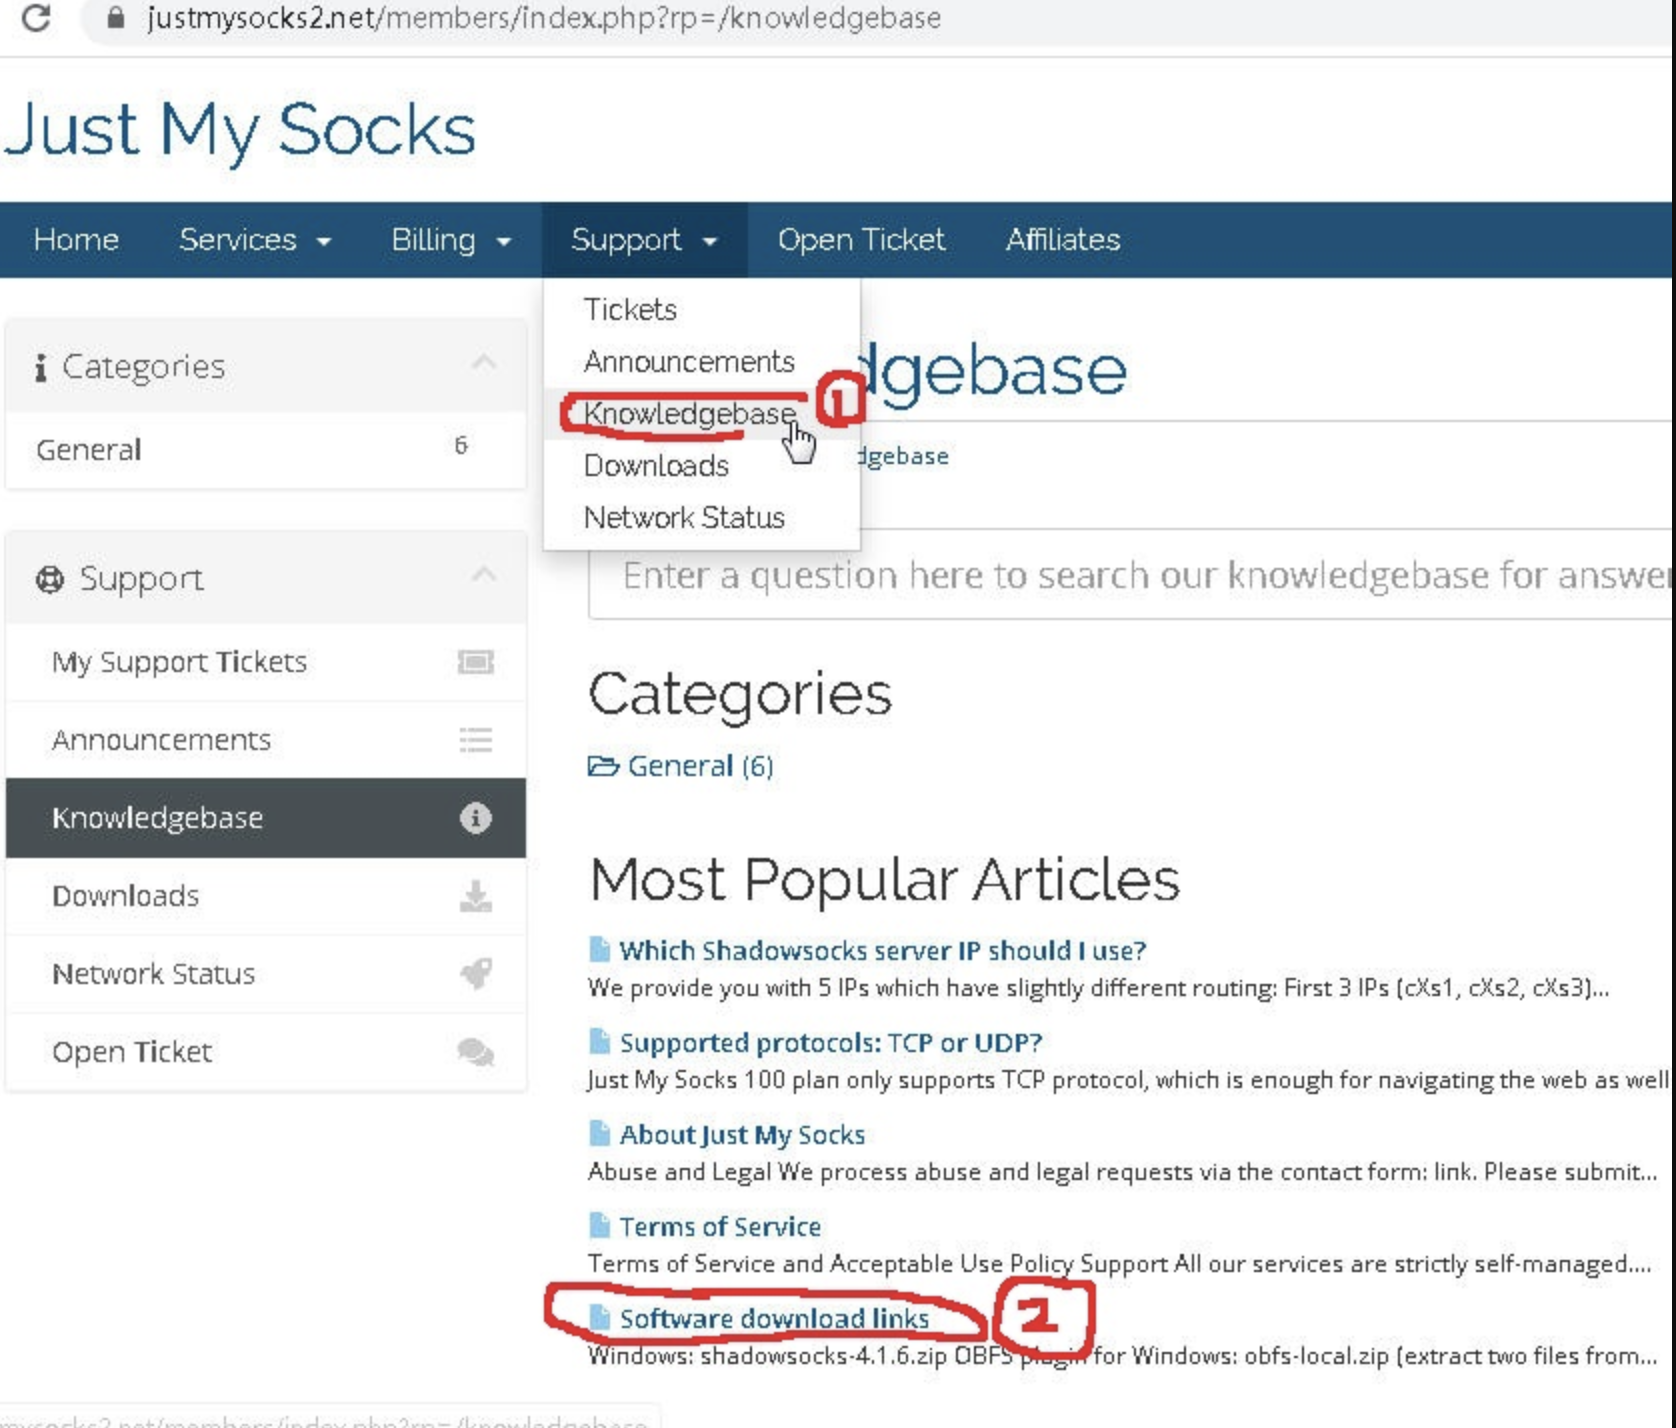 justmysocks2.net/members/index.php?rp=/knowledgebase
Just My Socks
Home Services Billing Support Open Ticket Affiliates
Tickets
Announcements
Knowledgebase
1
Downloads
Network Status
dgebase
dgebase
Categories
General 6
Support
My Support Tickets
Announcements
Knowledgebase
Downloads
Network Status
Open Ticket
Enter a question here to search our knowledgebase for answer
Categories
General (6)
Most Popular Articles
Which Shadowsocks server IP should I use?
We provide you with 5 IPs which have slightly different routing: First 3 IPs (cXs1, cXs2, cXs3)...
Supported protocols: TCP or UDP?
Just My Socks 100 plan only supports TCP protocol, which is enough for navigating the web as well
About Just My Socks
Abuse and Legal We process abuse and legal requests via the contact form: link. Please submit...
Terms of Service
Terms of Service and Acceptable Use Policy Support All our services are strictly self-managed....
Software download links
2
Windows: shadowsocks-4.1.6.zip OBFS plugin for Windows: obfs-local.zip (extract two files from...
mysocks2.net/members/index.php?rp=/knowledgebase